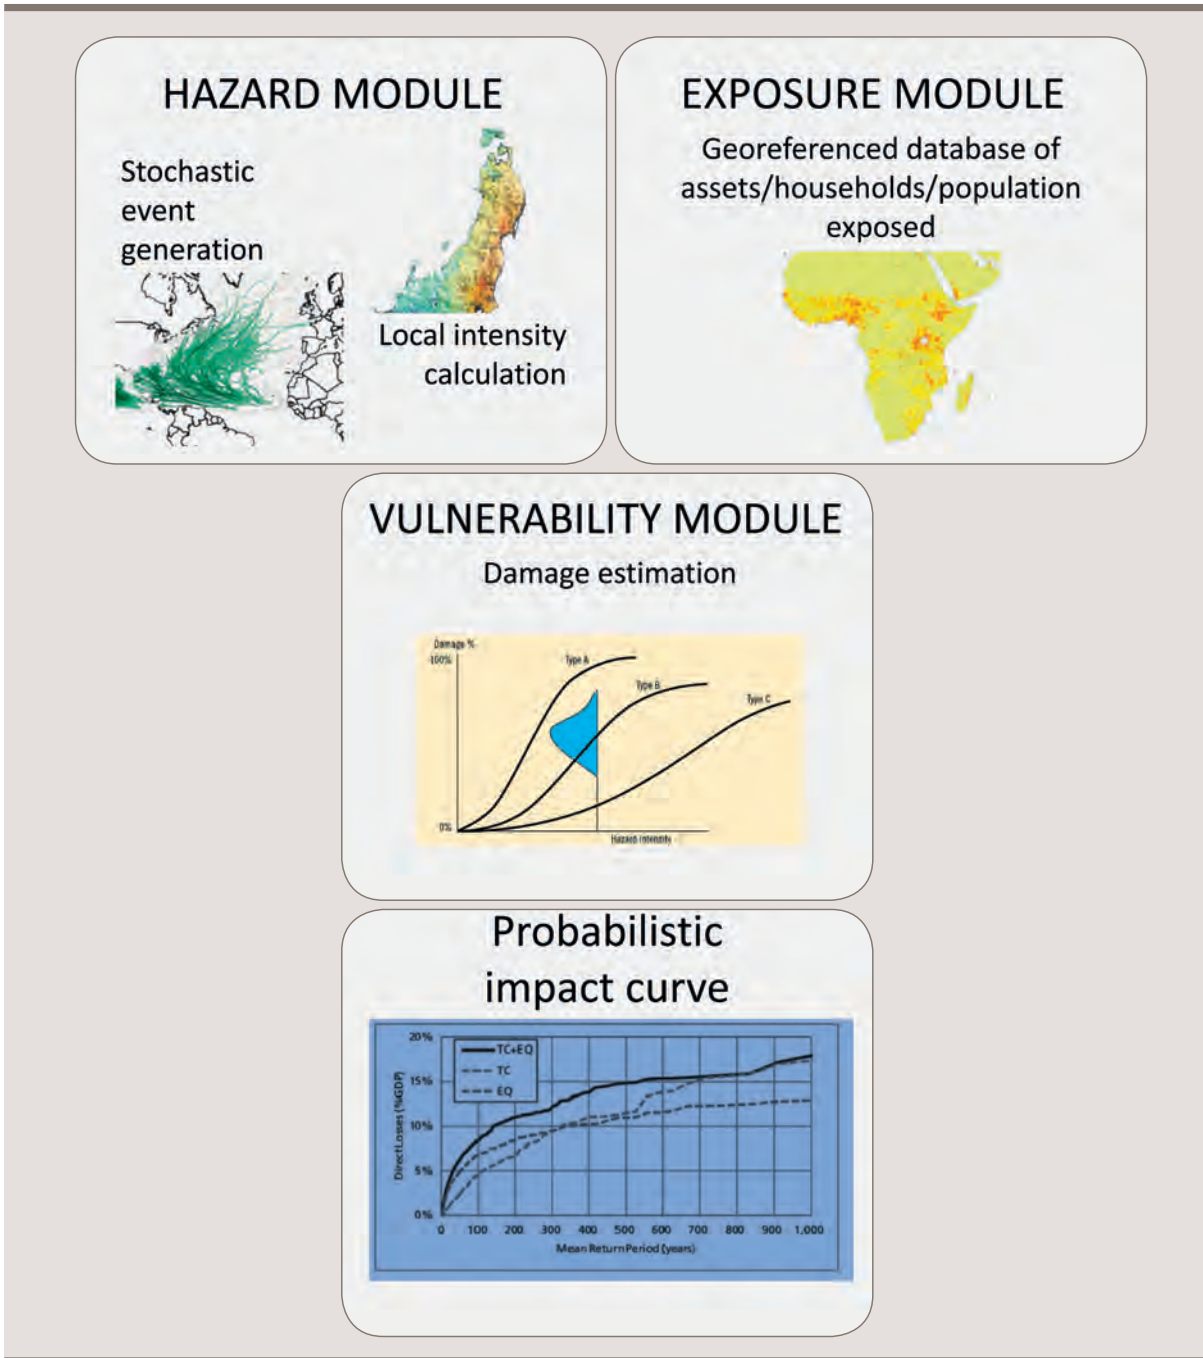 HAZARD MODULE
Stochastic
event
generation
Local intensity
calculation
EXPOSURE MODULE
Georeferenced database of
assets/households/population
exposed
VULNERABILITY MODULE
Damage estimation
Damage %
100%
Type A
Type B
Type C
0%
Hazard Intensity
Probabilistic
impact curve
20%
15%
10%
5%
0%
Direct Losses (%GDP)
TC+EQ
TC
EQ
0 100 200 300 400 500 600 700 800 900 1,000
Mean Return Period (years)